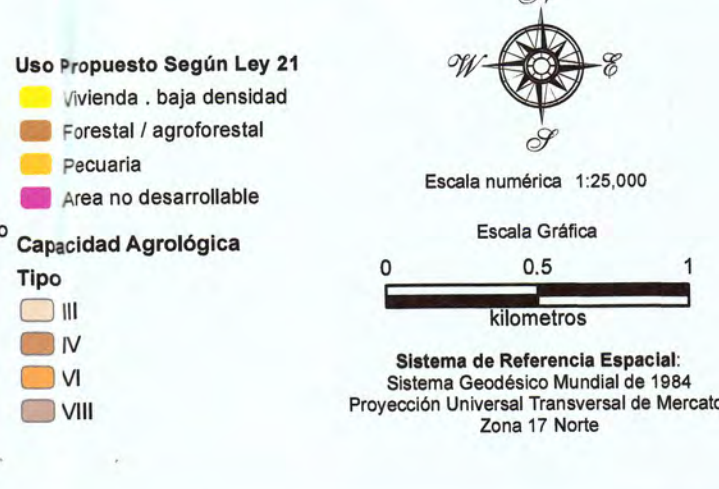 Uso Propuesto Según Ley 21
Vivienda . baja densidad
Forestal / agroforestal
Pecuaria
Area no desarrollable
o
Capacidad Agrológica
Tipo
III
IV
VI
VIII
N
W
E
S
Escala numérica 1:25,000
Escala Gráfica
0 0.5 1
kilometros
Sistema de Referencia Espacial:
Sistema Geodésico Mundial de 1984
Proyección Universal Transversal de Mercato
Zona 17 Norte